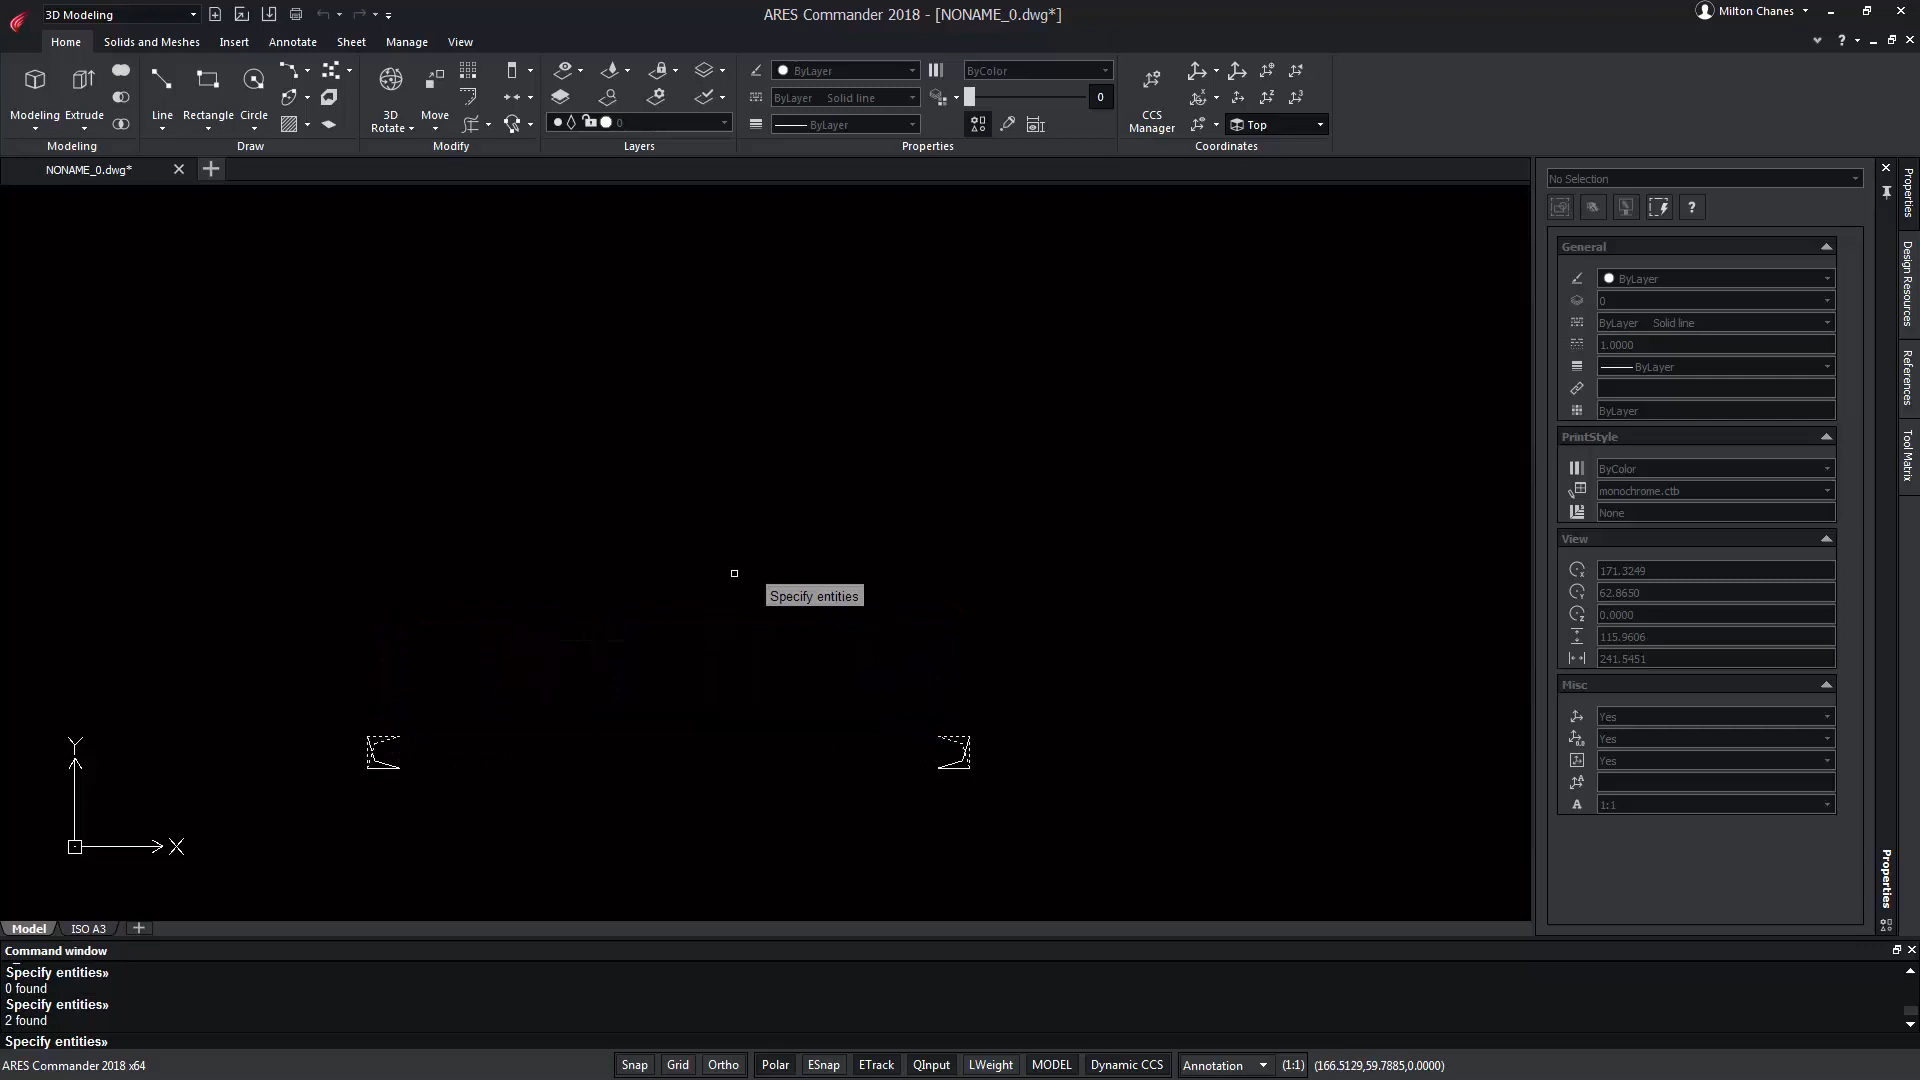 3D Modeling
ARES Commander 2018 - [NONAME_0.dwg*]
Milton Chanes
Home
Solids and Meshes
Insert
Annotate
Sheet
Manage
View
?
Modeling
Extrude
Modeling
Line
Rectangle
Circle
Draw
3D
Rotate
Move
Modify
0
Layers
ByLayer
ByLayer Solid line
ByLayer
ByColor
0
Properties
CCS
Manager
Top
Coordinates
NONAME_0.dwg*
Specify entities
Y
X
No Selection
?
General
ByLayer
0
ByLayer Solid line
1.0000
ByLayer
ByLayer
PrintStyle
ByColor
monochrome.ctb
None
View
171.3249
62.8650
0.0000
115.9606
241.5451
Misc
Yes
Yes
Yes
1:1
Properties
Design Resources
References
Tool Matrix
Properties
Model
ISO A3
Command window
Specify entities»
0 found
Specify entities»
2 found
Specify entities»
ARES Commander 2018 x64
Snap
Grid
Ortho
Polar
ESnap
ETrack
QInput
LWeight
MODEL
Dynamic CCS
Annotation
(1:1)
(166.5129,59.7885,0.0000)